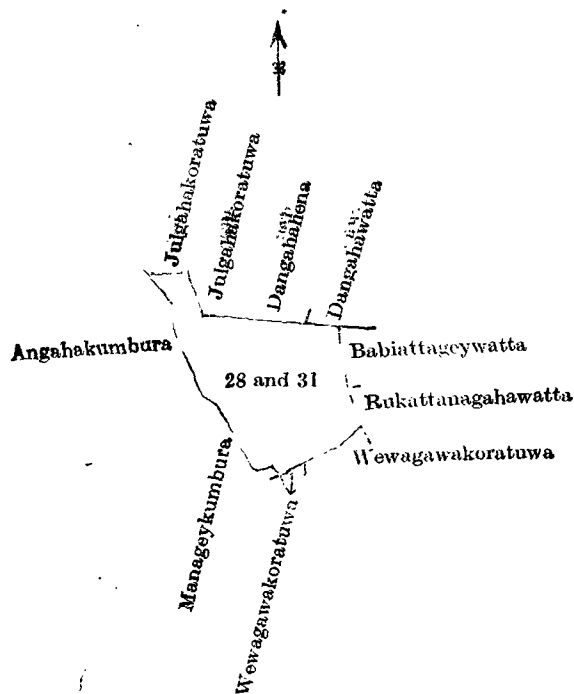 Julgahakoratuwa
Julgahakoratuwa
Dangahahena
Dangahawatta
Angahakumbura
Babiattageywatta
28 and 31
Rukattanagahawatta
Wewagawakoratuwa
Manageykumbura
Wewagawakoratuwa